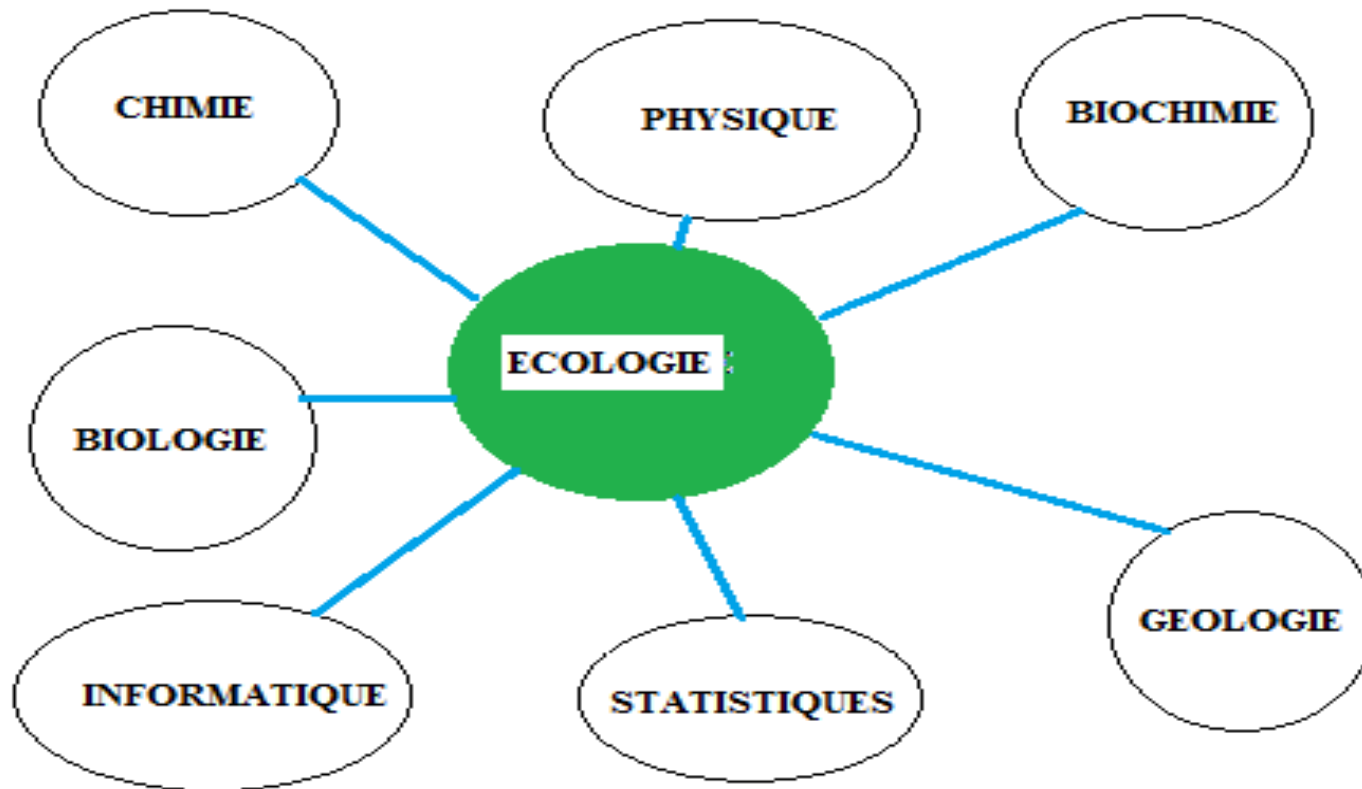 CHIMIE
PHYSIQUE
BIOCHIMIE
ECOLOGIE :
BIOLOGIE
GEOLOGIE
INFORMATIQUE
STATISTIQUES